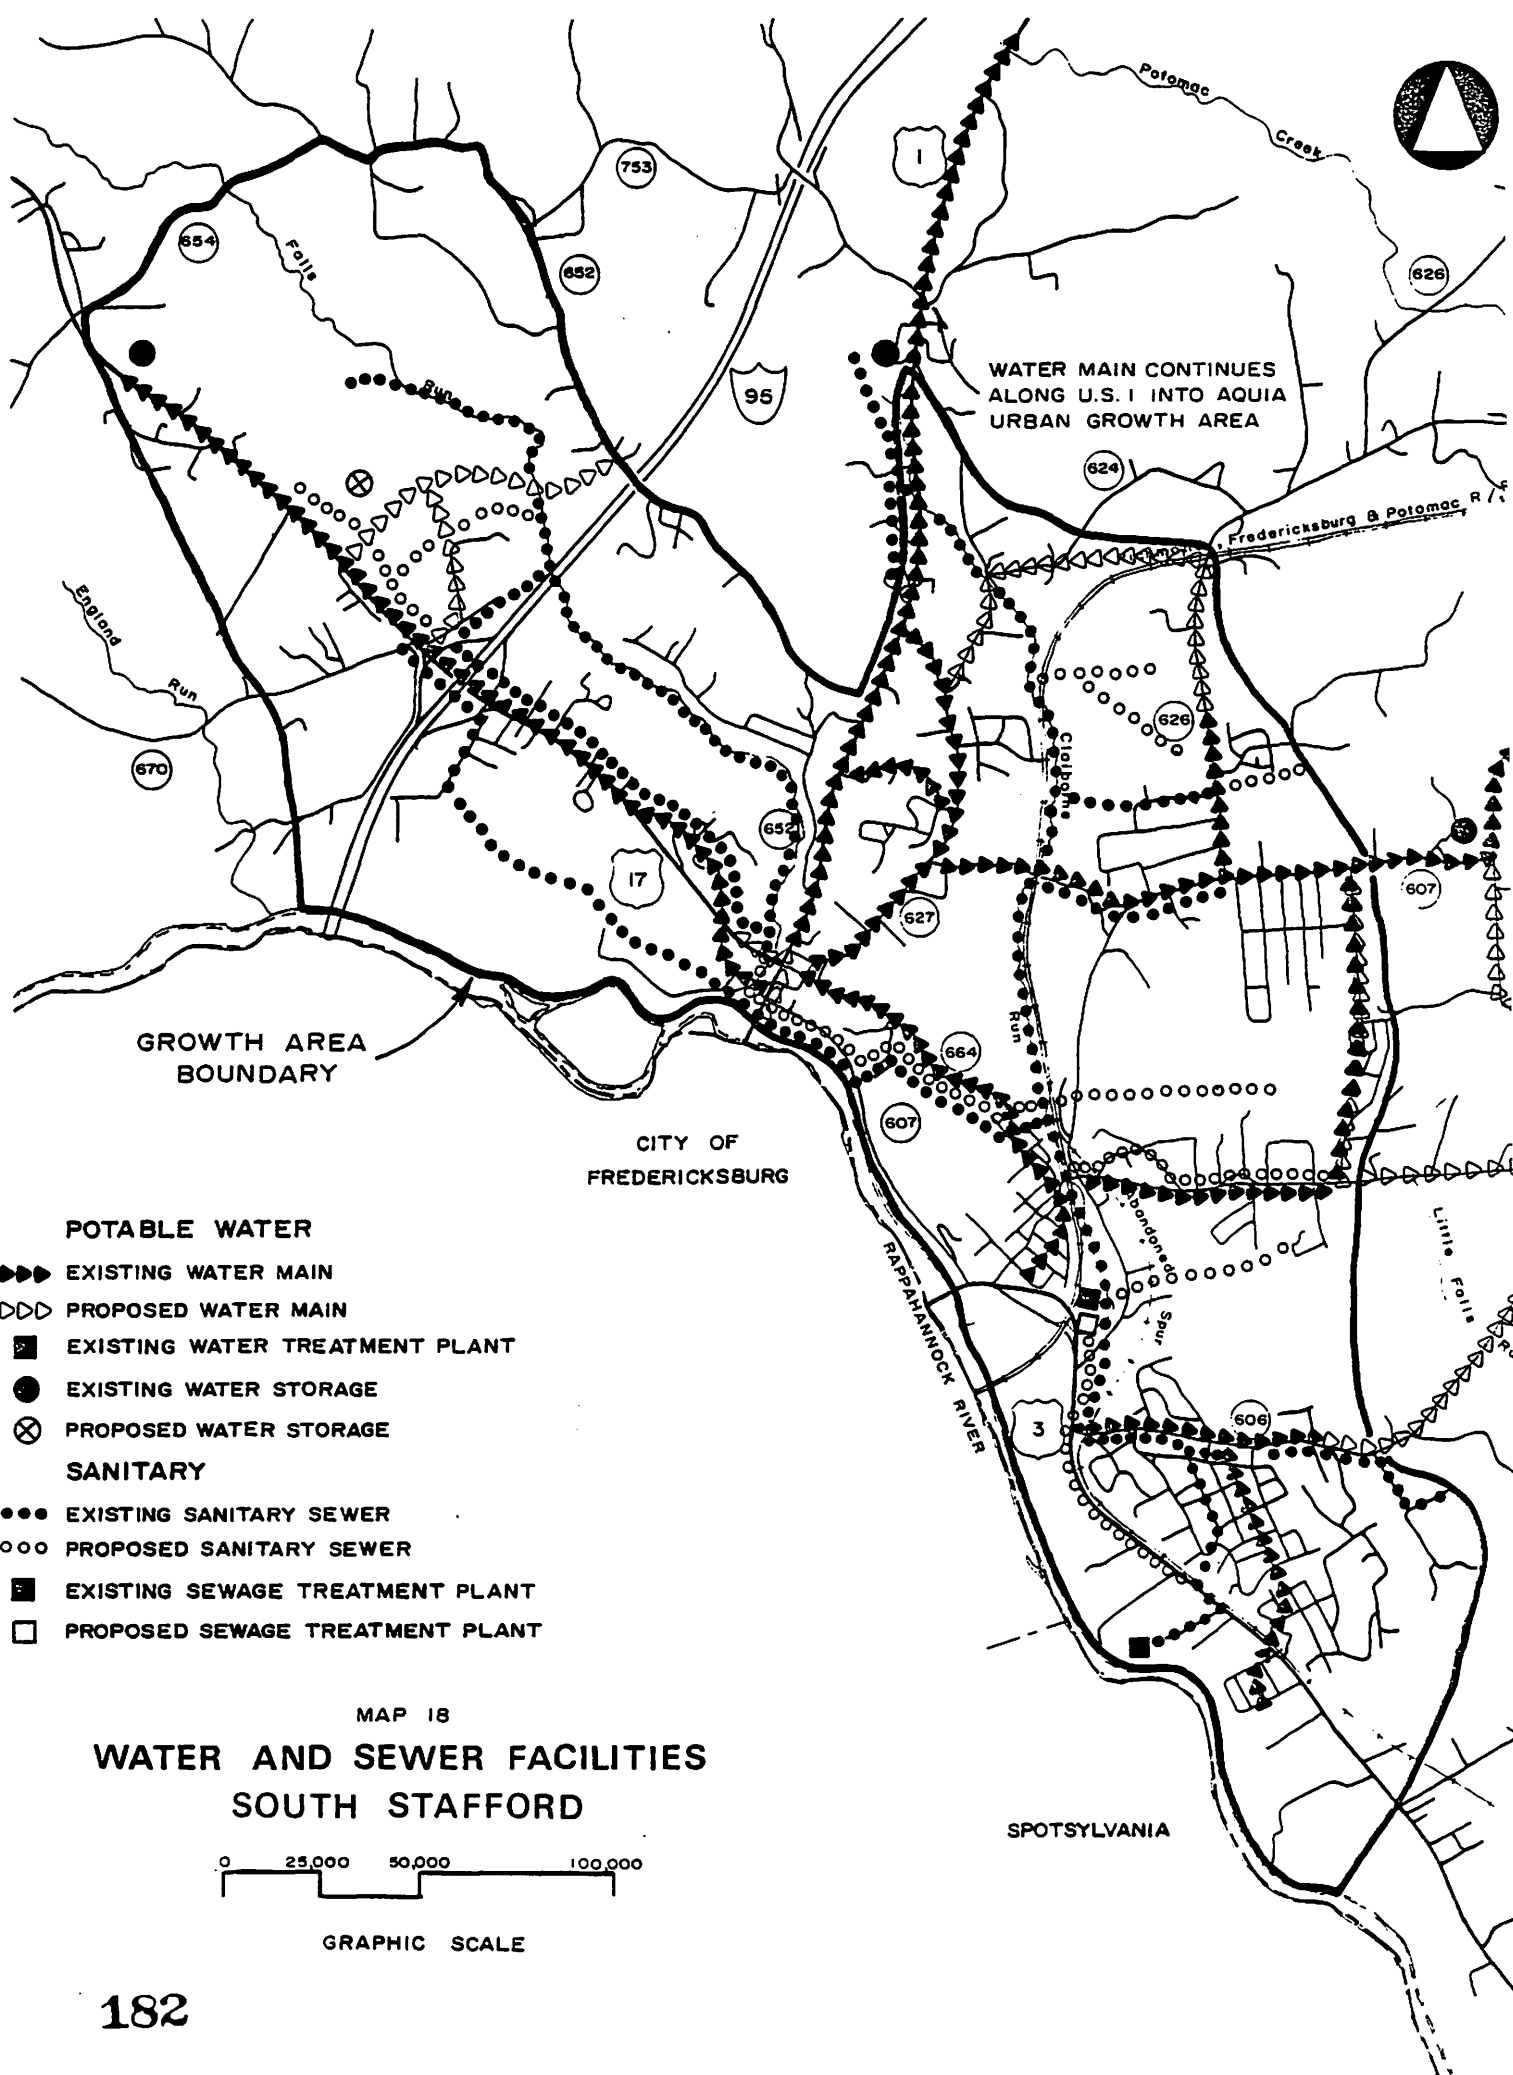 Potomac
Creek
1
753
654
Falls
652
626
95
Run
WATER MAIN CONTINUES
ALONG U.S. 1 INTO AQUIA
URBAN GROWTH AREA
624
Fredericksburg & Potomac R
England
Run
670
626
Claiborne
652
17
607
627
Run
GROWTH AREA
BOUNDARY
664
607
CITY OF
FREDERICKSBURG
Abandoned
Spur
Little
Falls
RAPPAHANNOCK RIVER
3
606
POTABLE WATER
EXISTING WATER MAIN
PROPOSED WATER MAIN
EXISTING WATER TREATMENT PLANT
EXISTING WATER STORAGE
PROPOSED WATER STORAGE
SANITARY
EXISTING SANITARY SEWER
PROPOSED SANITARY SEWER
EXISTING SEWAGE TREATMENT PLANT
PROPOSED SEWAGE TREATMENT PLANT
MAP 18
WATER AND SEWER FACILITIES
SOUTH STAFFORD
0 25,000 50,000 100,000
GRAPHIC SCALE
SPOTSYLVANIA
182